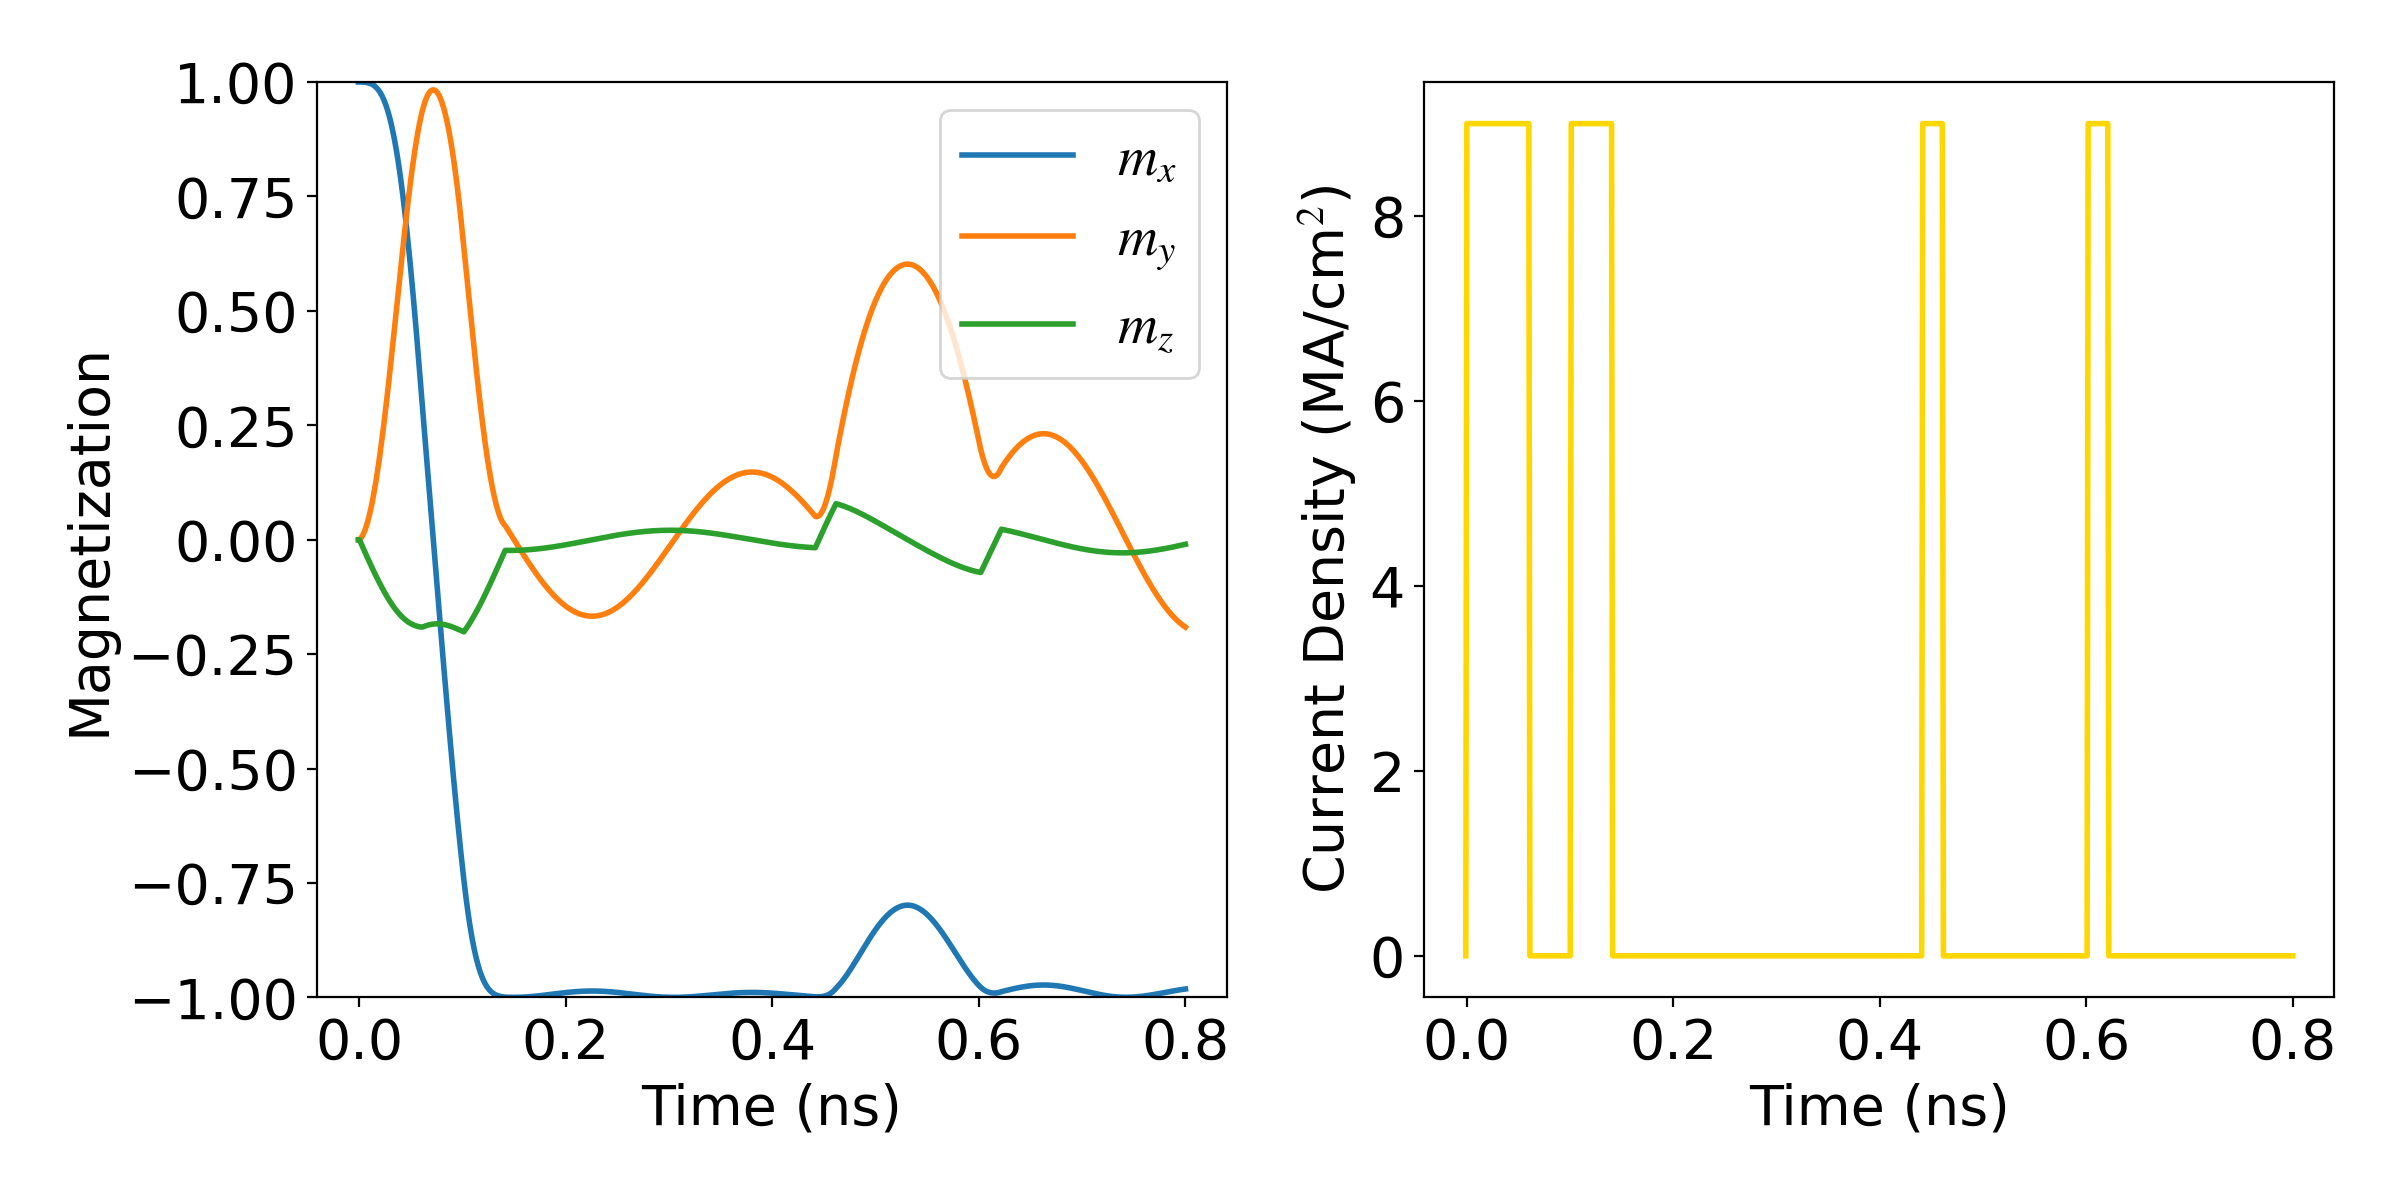 Magnetization
1.00
0.75
0.50
0.25
0.00
−0.25
−0.50
−0.75
−1.00
0.0 0.2 0.4 0.6 0.8
Time (ns)
m_x
m_y
m_z
Current Density (MA/cm²)
8
6
4
2
0
0.0 0.2 0.4 0.6 0.8
Time (ns)